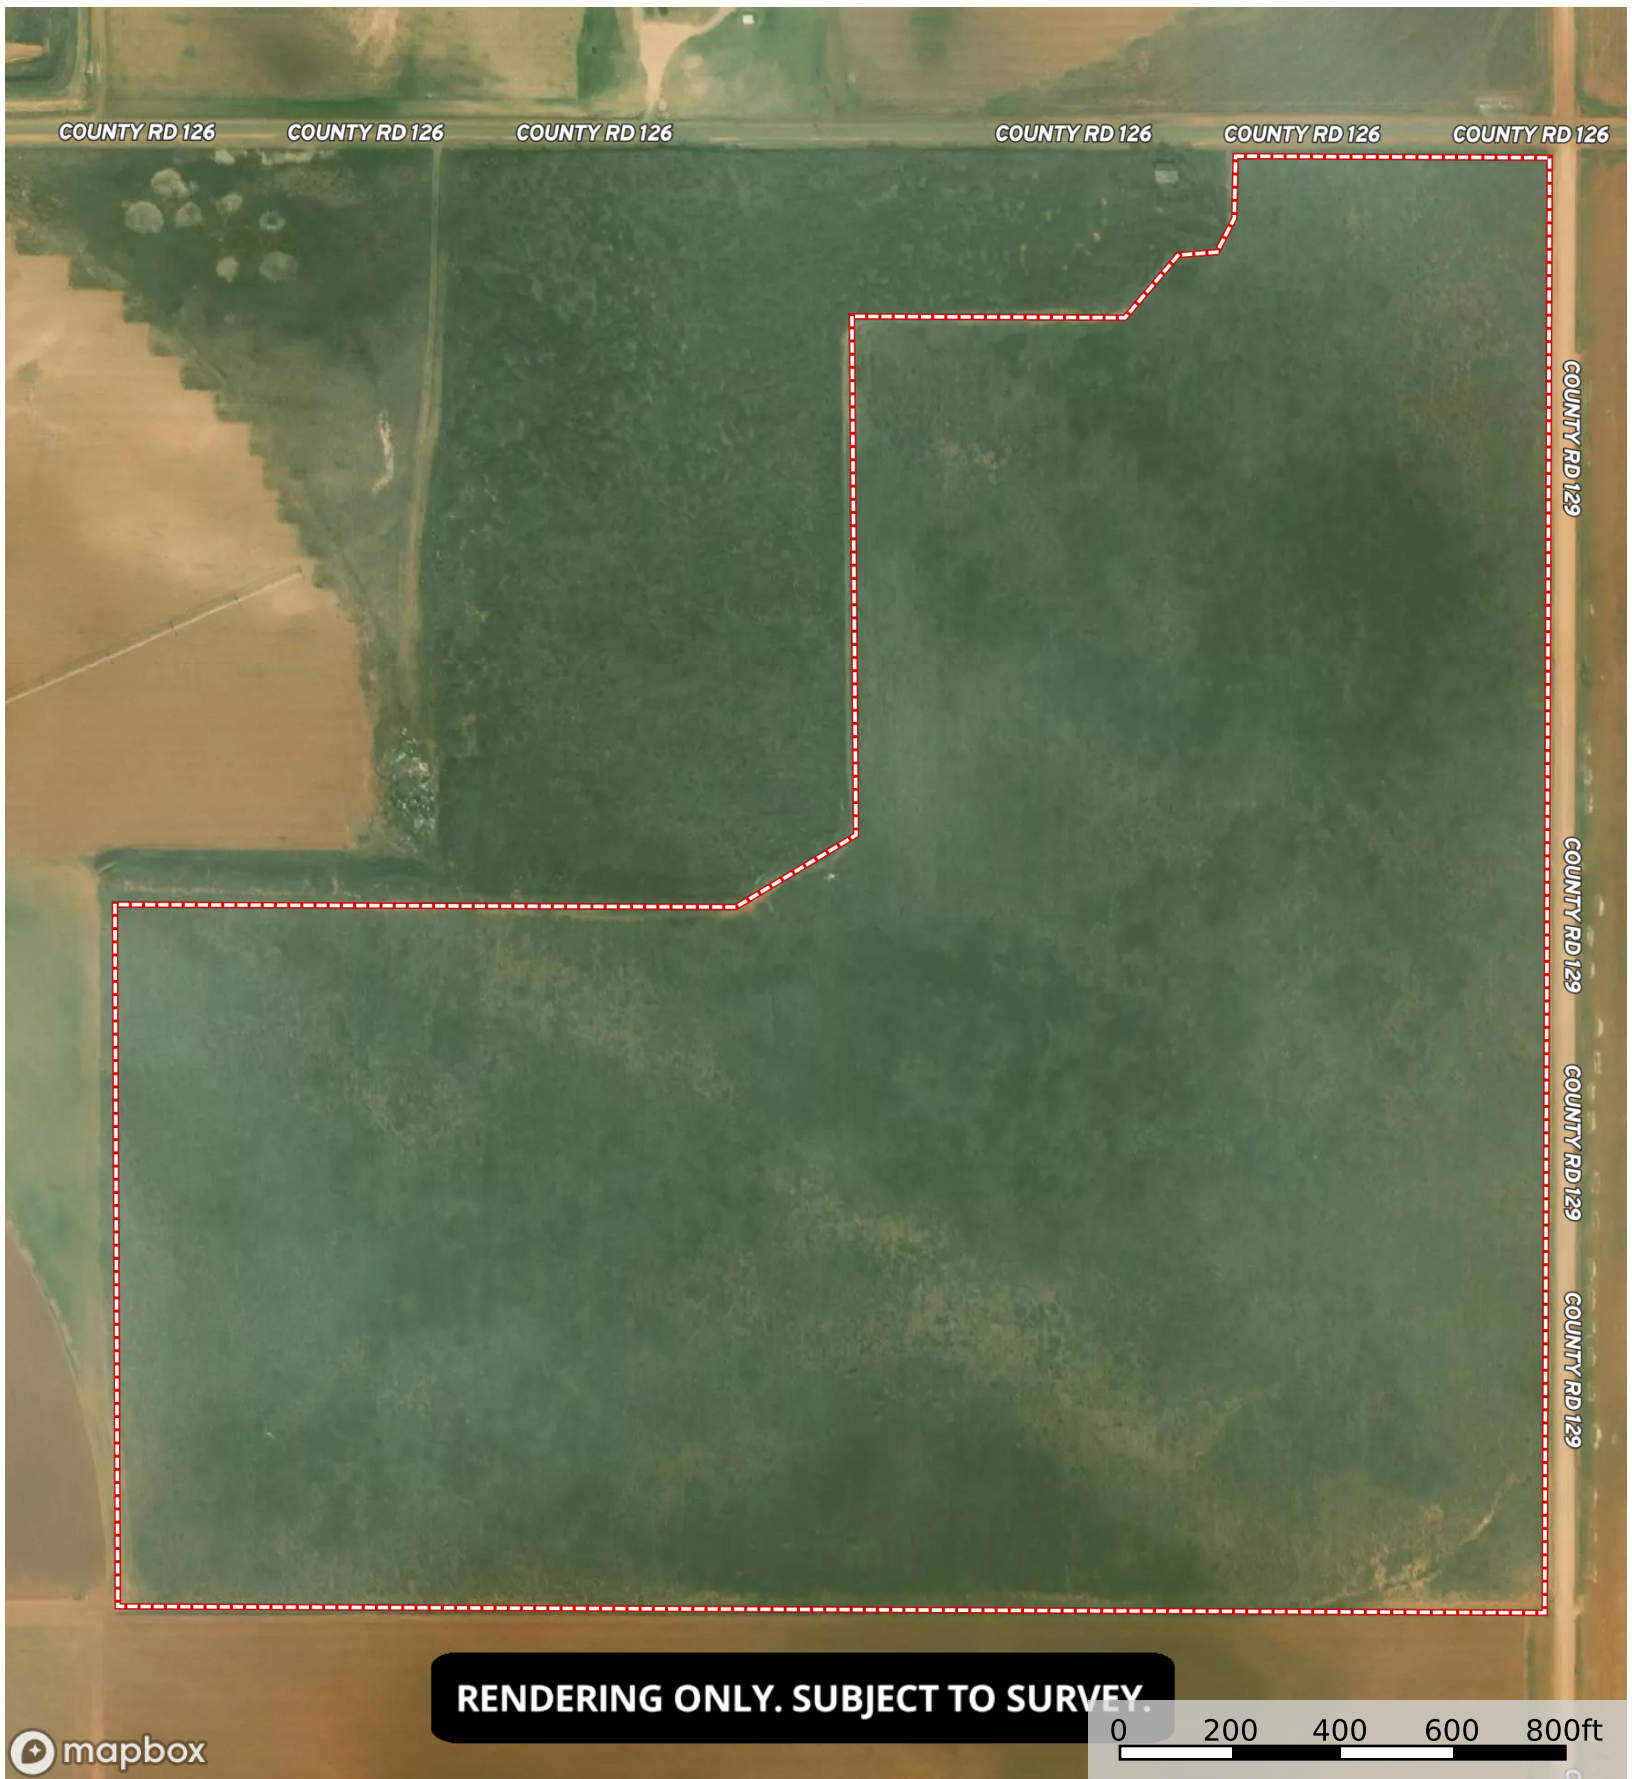 COUNTY RD 126 COUNTY RD 126 COUNTY RD 126 COUNTY RD 126 COUNTY RD 126 COUNTY RD 126
COUNTY RD 129
COUNTY RD 129
COUNTY RD 129
COUNTY RD 129
RENDERING ONLY. SUBJECT TO SURVEY.
0 200 400 600 800ft
mapbox